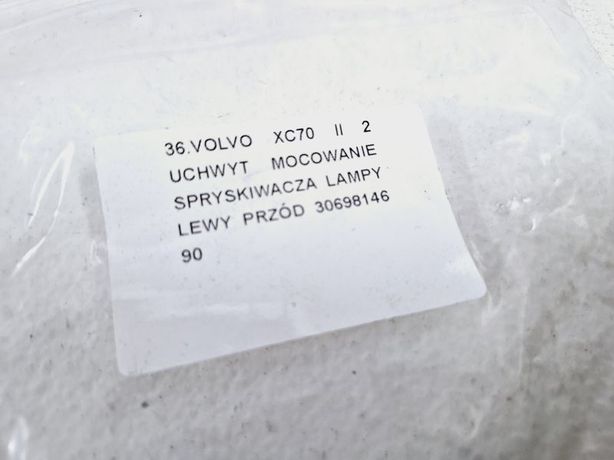 36.VOLVO XC70 II 2
UCHWYT MOCOWANIE
SPRYSKIWACZA LAMPY
LEWY PRZÓD 30698146
90